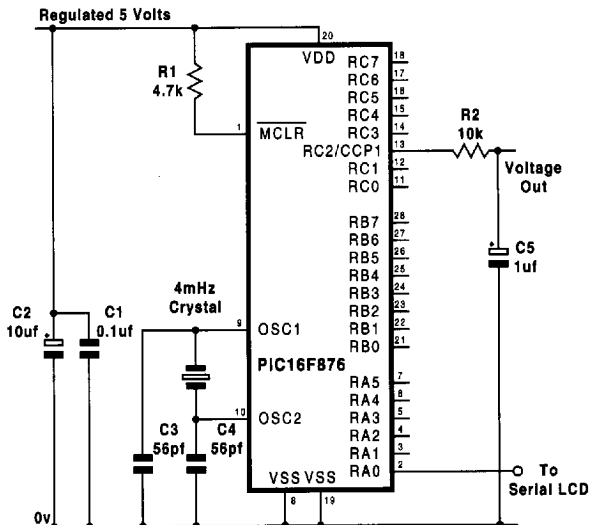 Regulated 5 Volts
20
VDD
R1
4.7k
1
MCLR
RC7 18
RC6 17
RC5 16
RC4 15
RC3 14
RC2/CCP1 13
RC1 12
RC0 11
R2
10k
Voltage
Out
RB7 28
RB6 27
RB5 26
RB4 25
RB3 24
RB2 23
RB1 22
RB0 21
+
C5
1uf
4mHz
Crystal
C2
10uf
+
C1
0.1uf
9
OSC1
PIC16F876
10
OSC2
C3
56pf
C4
56pf
RA5 7
RA4 6
RA3 5
RA2 4
RA1 3
RA0 2
To
Serial LCD
VSS VSS
8
19
0v